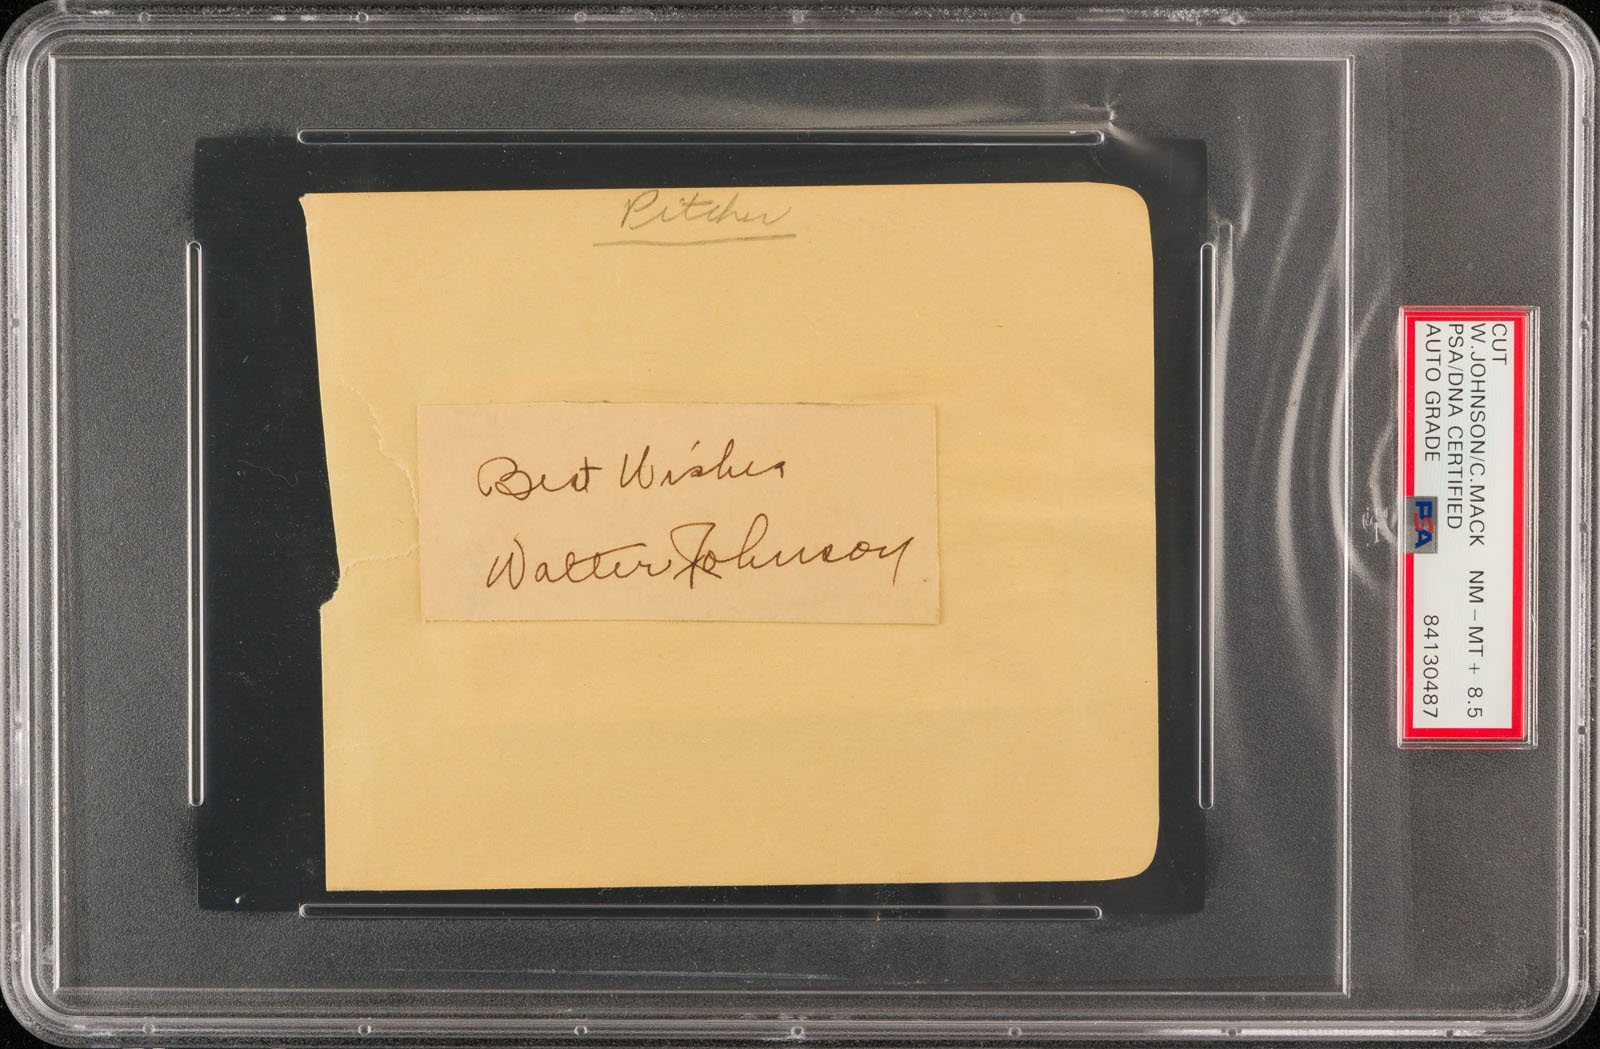 Pitcher
Best Wishes
Walter Johnson
CUT
W.JOHNSON/C.MACK NM-MT+ 8.5
PSA/DNA CERTIFIED
AUTO GRADE 84130487
PSA